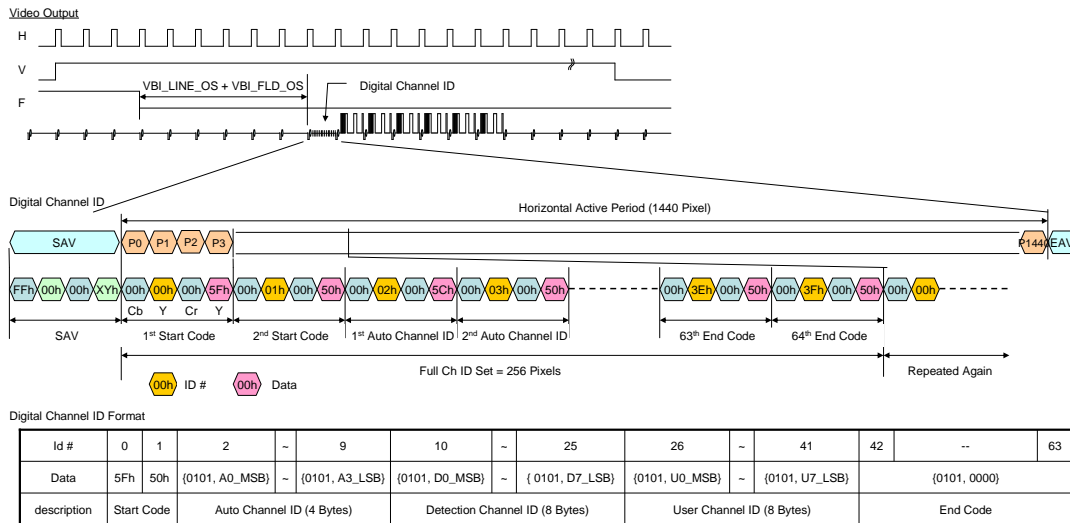 Video Output
H
V
VBI_LINE_OS + VBI_FLD_OS
Digital Channel ID
F
Digital Channel ID
Horizontal Active Period (1440 Pixel)
SAV P0 P1 P2 P3 P1440 EAV
FFh 00h 00h XYh 00h 00h 00h 5Fh 00h 01h 00h 50h 00h 02h 00h 5Ch 00h 03h 00h 50h 00h 3Eh 00h 50h 00h 3Fh 00h 50h 00h 00h
Cb Y Cr Y
SAV 1st Start Code 2nd Start Code 1st Auto Channel ID 2nd Auto Channel ID 63th End Code 64th End Code
Full Ch ID Set = 256 Pixels Repeated Again
00h ID # 00h Data
Digital Channel ID Format
Id # 0 1 2 ~ 9 10 ~ 25 26 ~ 41 42 -- 63
Data 5Fh 50h {0101, A0_MSB} ~ {0101, A3_LSB} {0101, D0_MSB} ~ { 0101, D7_LSB} {0101, U0_MSB} ~ {0101, U7_LSB} {0101, 0000}
description Start Code Auto Channel ID (4 Bytes) Detection Channel ID (8 Bytes) User Channel ID (8 Bytes) End Code